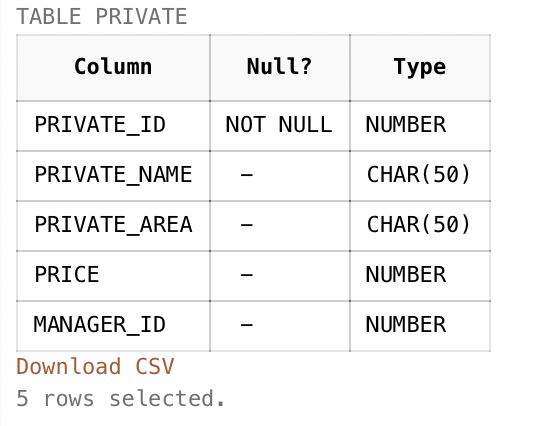 TABLE PRIVATE
Column Null? Type
PRIVATE_ID NOT NULL NUMBER
PRIVATE_NAME – CHAR(50)
PRIVATE_AREA – CHAR(50)
PRICE – NUMBER
MANAGER_ID – NUMBER
Download CSV
5 rows selected.